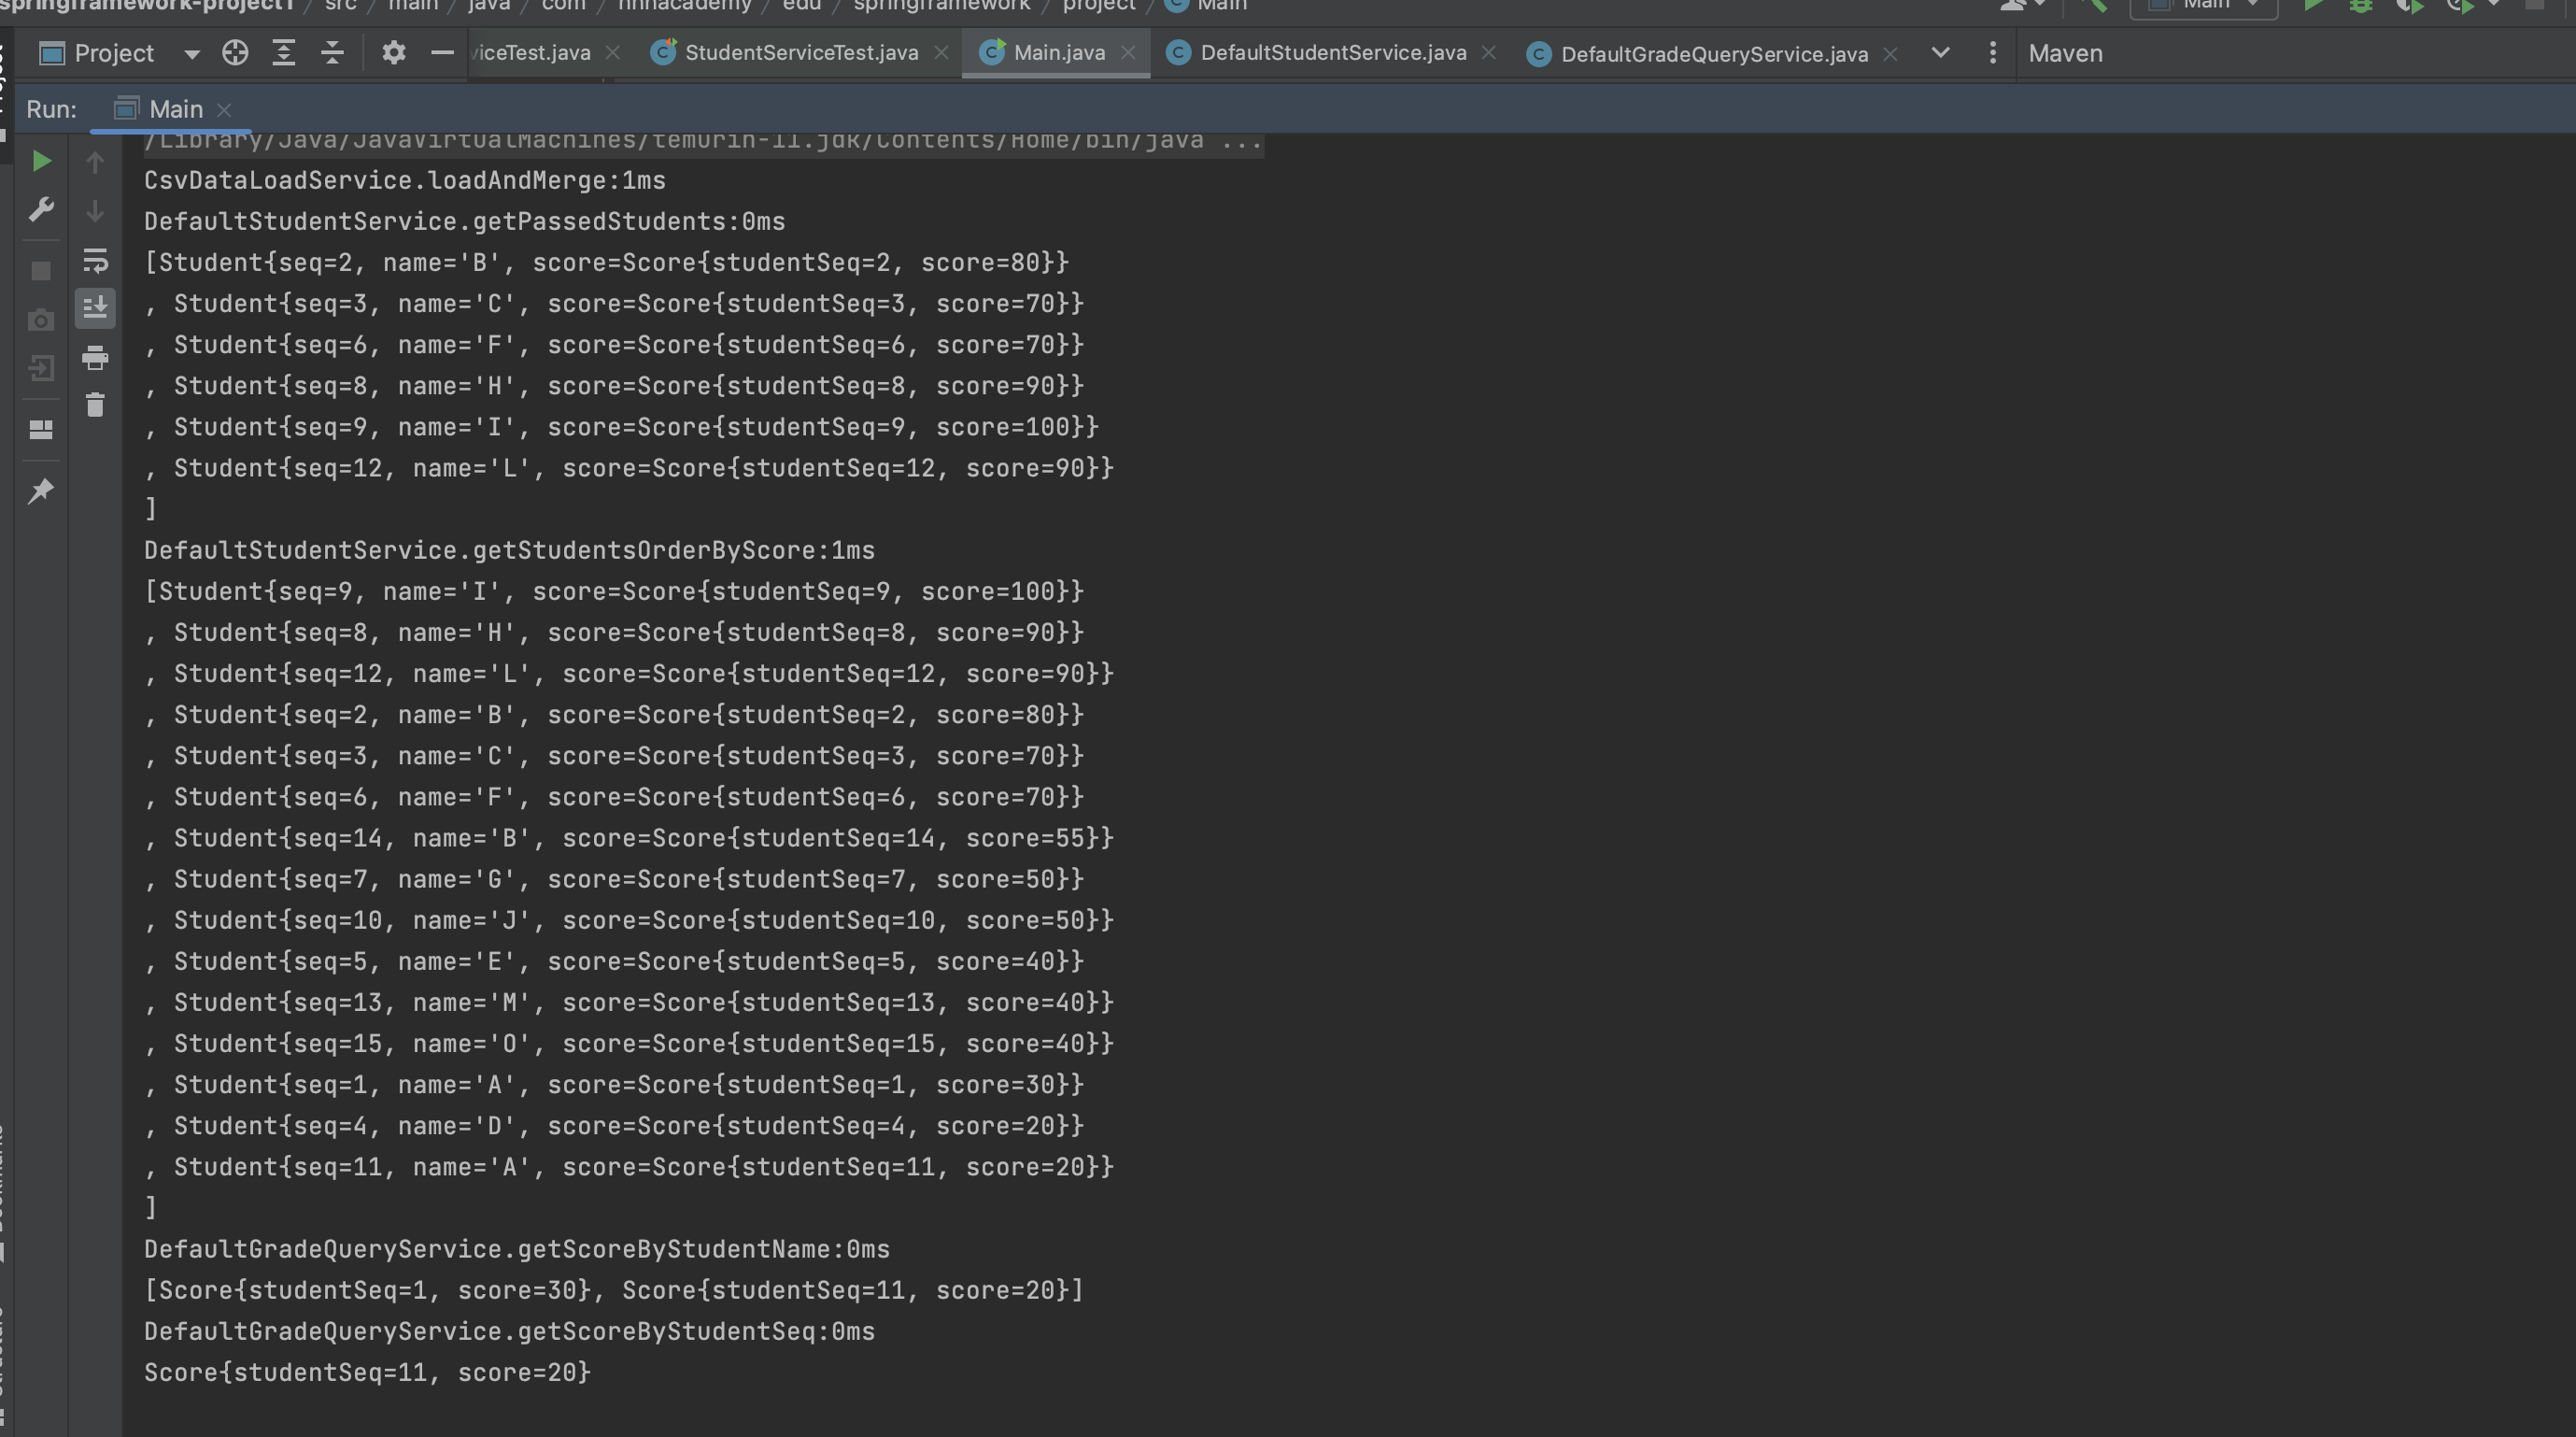 springframework-project1 / src / main / java / com / nhnacademy / edu / springframework / project / Main
Main
Project
viceTest.java StudentServiceTest.java Main.java DefaultStudentService.java DefaultGradeQueryService.java Maven
Run: Main
/Library/Java/JavaVirtualMachines/temurin-11.jdk/Contents/Home/bin/java ...
CsvDataLoadService.loadAndMerge:1ms
DefaultStudentService.getPassedStudents:0ms
[Student{seq=2, name='B', score=Score{studentSeq=2, score=80}}
, Student{seq=3, name='C', score=Score{studentSeq=3, score=70}}
, Student{seq=6, name='F', score=Score{studentSeq=6, score=70}}
, Student{seq=8, name='H', score=Score{studentSeq=8, score=90}}
, Student{seq=9, name='I', score=Score{studentSeq=9, score=100}}
, Student{seq=12, name='L', score=Score{studentSeq=12, score=90}}
]
DefaultStudentService.getStudentsOrderByScore:1ms
[Student{seq=9, name='I', score=Score{studentSeq=9, score=100}}
, Student{seq=8, name='H', score=Score{studentSeq=8, score=90}}
, Student{seq=12, name='L', score=Score{studentSeq=12, score=90}}
, Student{seq=2, name='B', score=Score{studentSeq=2, score=80}}
, Student{seq=3, name='C', score=Score{studentSeq=3, score=70}}
, Student{seq=6, name='F', score=Score{studentSeq=6, score=70}}
, Student{seq=14, name='B', score=Score{studentSeq=14, score=55}}
, Student{seq=7, name='G', score=Score{studentSeq=7, score=50}}
, Student{seq=10, name='J', score=Score{studentSeq=10, score=50}}
, Student{seq=5, name='E', score=Score{studentSeq=5, score=40}}
, Student{seq=13, name='M', score=Score{studentSeq=13, score=40}}
, Student{seq=15, name='O', score=Score{studentSeq=15, score=40}}
, Student{seq=1, name='A', score=Score{studentSeq=1, score=30}}
, Student{seq=4, name='D', score=Score{studentSeq=4, score=20}}
, Student{seq=11, name='A', score=Score{studentSeq=11, score=20}}
]
DefaultGradeQueryService.getScoreByStudentName:0ms
[Score{studentSeq=1, score=30}, Score{studentSeq=11, score=20}]
DefaultGradeQueryService.getScoreByStudentSeq:0ms
Score{studentSeq=11, score=20}